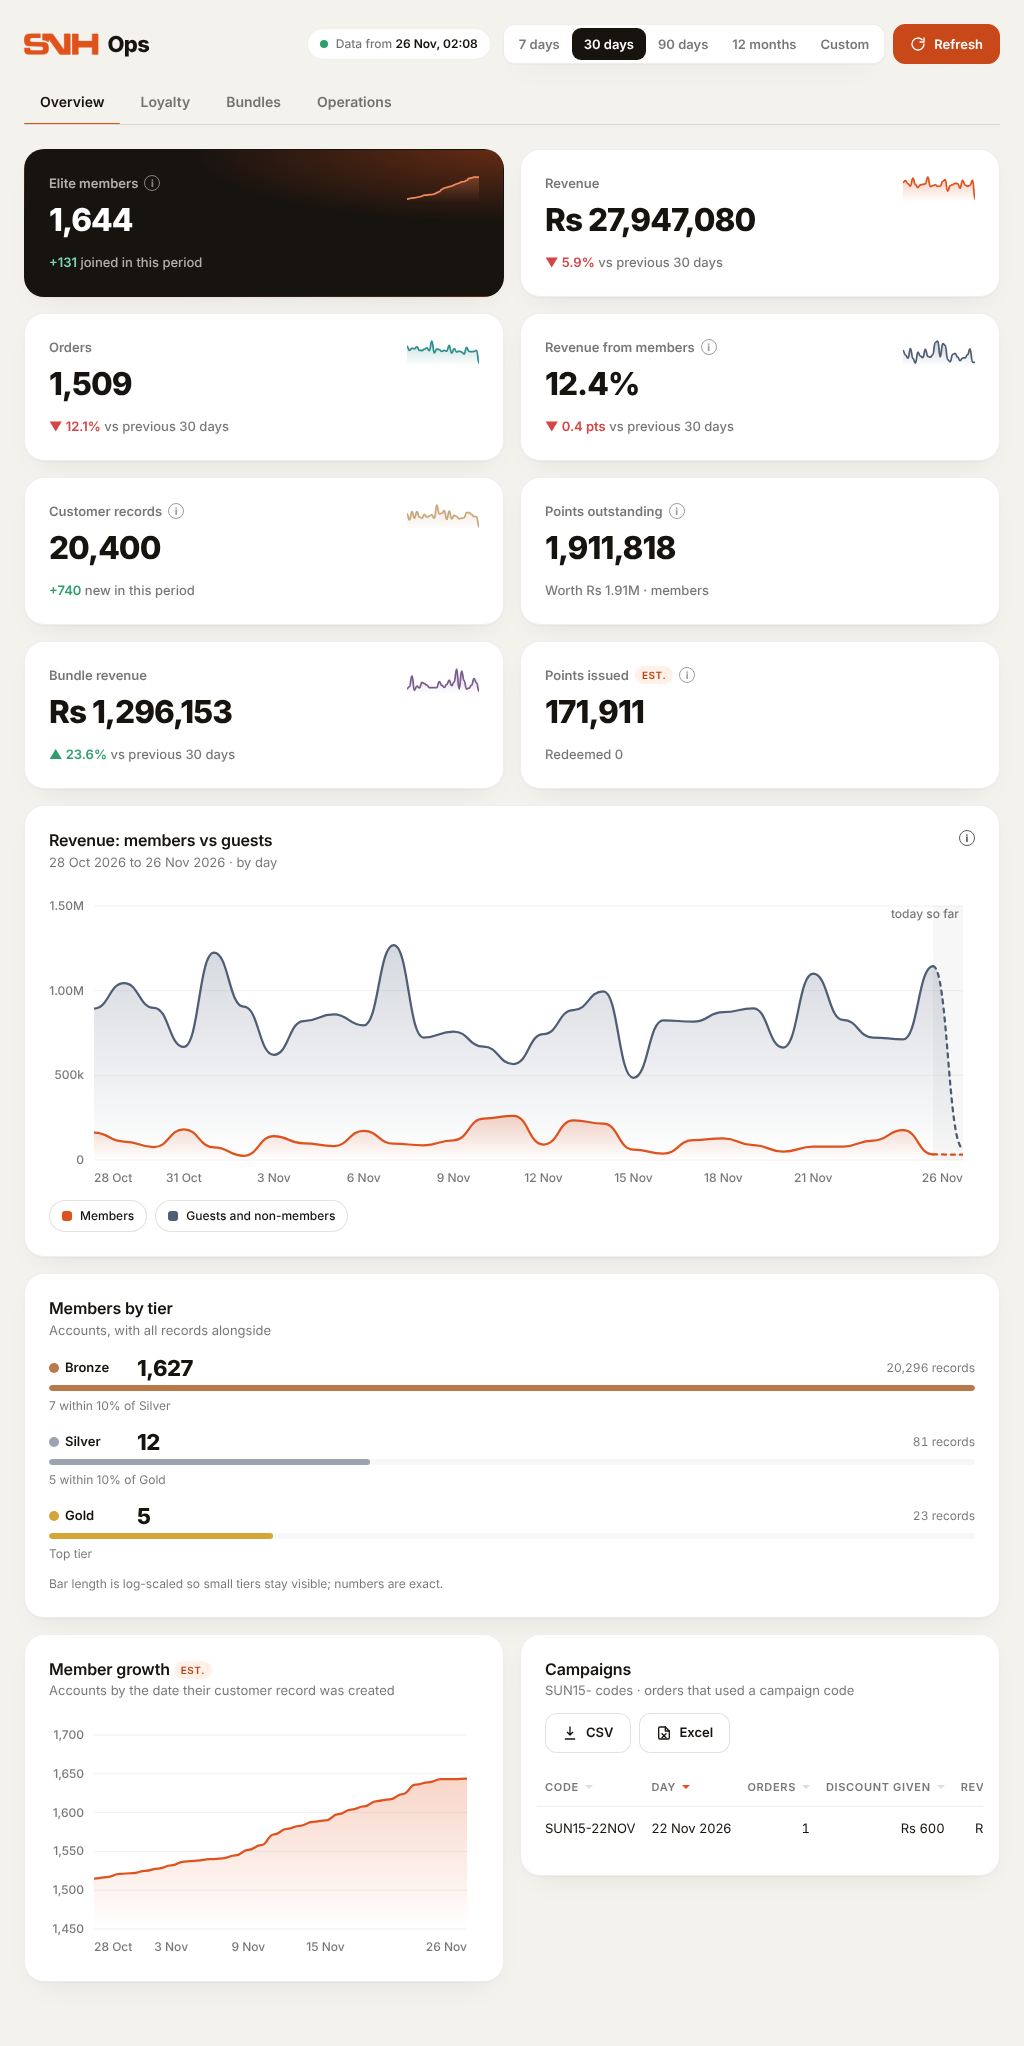 SNH Ops
Data from 26 Nov, 02:08
7 days 30 days 90 days 12 months Custom
Refresh
Overview Loyalty Bundles Operations
Elite members
1,644
+131 joined in this period
Revenue
Rs 27,947,080
▼ 5.9% vs previous 30 days
Orders
1,509
▼ 12.1% vs previous 30 days
Revenue from members
12.4%
▼ 0.4 pts vs previous 30 days
Customer records
20,400
+740 new in this period
Points outstanding
1,911,818
Worth Rs 1.91M · members
Bundle revenue
Rs 1,296,153
▲ 23.6% vs previous 30 days
Points issued EST.
171,911
Redeemed 0
Revenue: members vs guests
28 Oct 2026 to 26 Nov 2026 · by day
1.50M
today so far
1.00M
500k
0
28 Oct 31 Oct 3 Nov 6 Nov 9 Nov 12 Nov 15 Nov 18 Nov 21 Nov 26 Nov
Members Guests and non-members
Members by tier
Accounts, with all records alongside
Bronze 1,627 20,296 records
7 within 10% of Silver
Silver 12 81 records
5 within 10% of Gold
Gold 5 23 records
Top tier
Bar length is log-scaled so small tiers stay visible; numbers are exact.
Member growth EST.
Accounts by the date their customer record was created
1,700
1,650
1,600
1,550
1,500
1,450
28 Oct 3 Nov 9 Nov 15 Nov 26 Nov
Campaigns
SUN15- codes · orders that used a campaign code
CSV Excel
CODE DAY ORDERS DISCOUNT GIVEN REV
SUN15-22NOV 22 Nov 2026 1 Rs 600 R